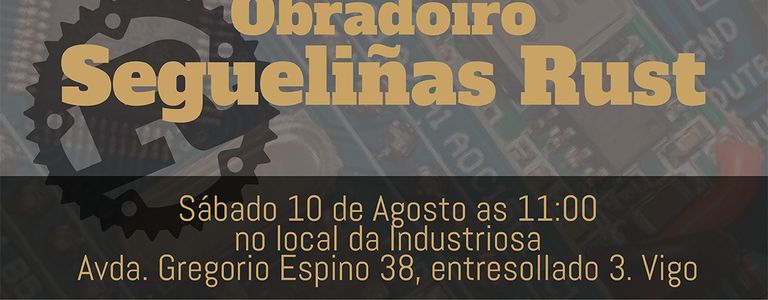 Obradoiro
Segueliñas Rust
Sábado 10 de Agosto as 11:00
no local da Industriosa
Avda. Gregorio Espino 38, entresollado 3. Vigo